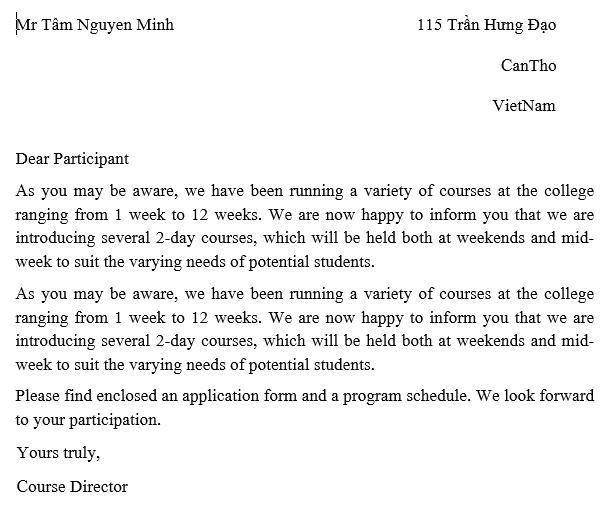 Mr Tâm Nguyen Minh 115 Trần Hưng Đạo
CanTho
VietNam
Dear Participant
As you may be aware, we have been running a variety of courses at the college
ranging from 1 week to 12 weeks. We are now happy to inform you that we are
introducing several 2-day courses, which will be held both at weekends and mid-
week to suit the varying needs of potential students.
As you may be aware, we have been running a variety of courses at the college
ranging from 1 week to 12 weeks. We are now happy to inform you that we are
introducing several 2-day courses, which will be held both at weekends and mid-
week to suit the varying needs of potential students.
Please find enclosed an application form and a program schedule. We look forward
to your participation.
Yours truly,
Course Director